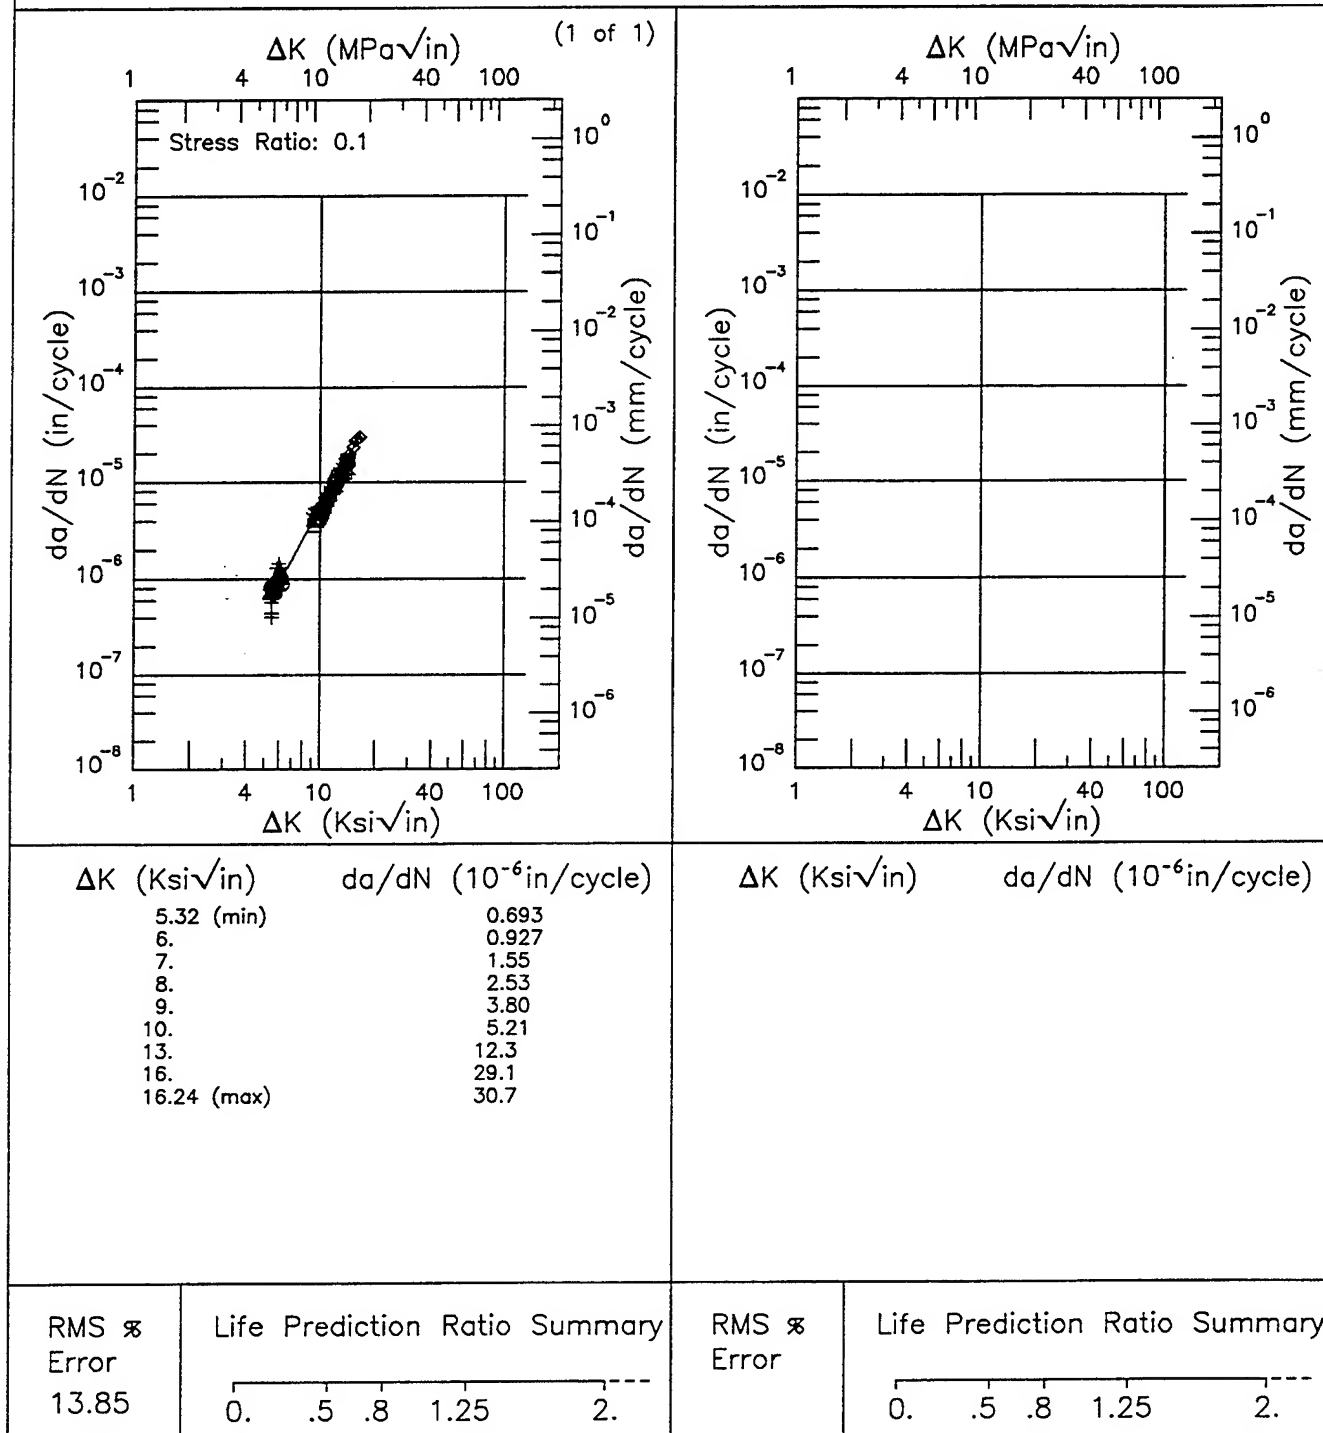 (1 of 1)
ΔK (MPa√in)
1 4 10 40 100
Stress Ratio: 0.1
10⁰
10⁻²
10⁻¹
10⁻³
10⁻²
10⁻⁴
10⁻³
10⁻⁵
10⁻⁴
10⁻⁶
10⁻⁵
10⁻⁷
10⁻⁶
10⁻⁸
da/dN (in/cycle)
da/dN (mm/cycle)
1 4 10 40 100
ΔK (Ksi√in)
ΔK (MPa√in)
1 4 10 40 100
10⁰
10⁻²
10⁻¹
10⁻³
10⁻²
10⁻⁴
10⁻³
10⁻⁵
10⁻⁴
10⁻⁶
10⁻⁵
10⁻⁷
10⁻⁶
10⁻⁸
da/dN (in/cycle)
da/dN (mm/cycle)
1 4 10 40 100
ΔK (Ksi√in)
ΔK (Ksi√in) da/dN (10⁻⁶in/cycle)
5.32 (min) 0.693
6. 0.927
7. 1.55
8. 2.53
9. 3.80
10. 5.21
13. 12.3
16. 29.1
16.24 (max) 30.7
ΔK (Ksi√in) da/dN (10⁻⁶in/cycle)
RMS %
Error
13.85
Life Prediction Ratio Summary
0. .5 .8 1.25 2.
RMS %
Error
Life Prediction Ratio Summary
0. .5 .8 1.25 2.